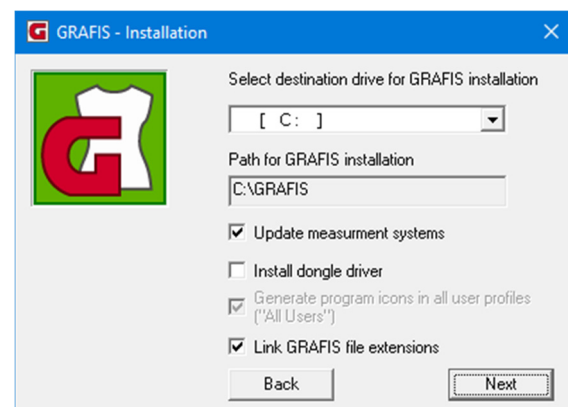 GRAFIS - Installation
Select destination drive for GRAFIS installation
[ C: ]
Path for GRAFIS installation
C:\GRAFIS
Update measurment systems
Install dongle driver
Generate program icons in all user profiles
("All Users")
Link GRAFIS file extensions
Back Next